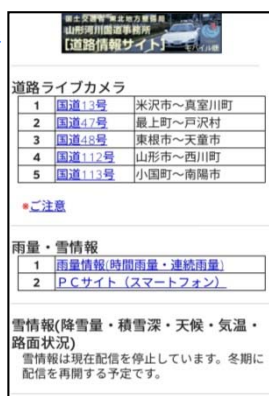 国土交通省 東北地方整備局
山形河川国道事務所
【道路情報サイト】
モバイル版
道路ライブカメラ
1 国道13号 米沢市～真室川町
2 国道47号 最上町～戸沢村
3 国道48号 東根市～天童市
4 国道112号 山形市～西川町
5 国道113号 小国町～南陽市
■ご注意
雨量・雪情報
1 雨量情報(時間雨量・連続雨量)
2 PCサイト（スマートフォン）
雪情報(降雪量・積雪深・天候・気温・
路面状況)
雪情報は現在配信を停止しています。冬期に
配信を再開する予定です。